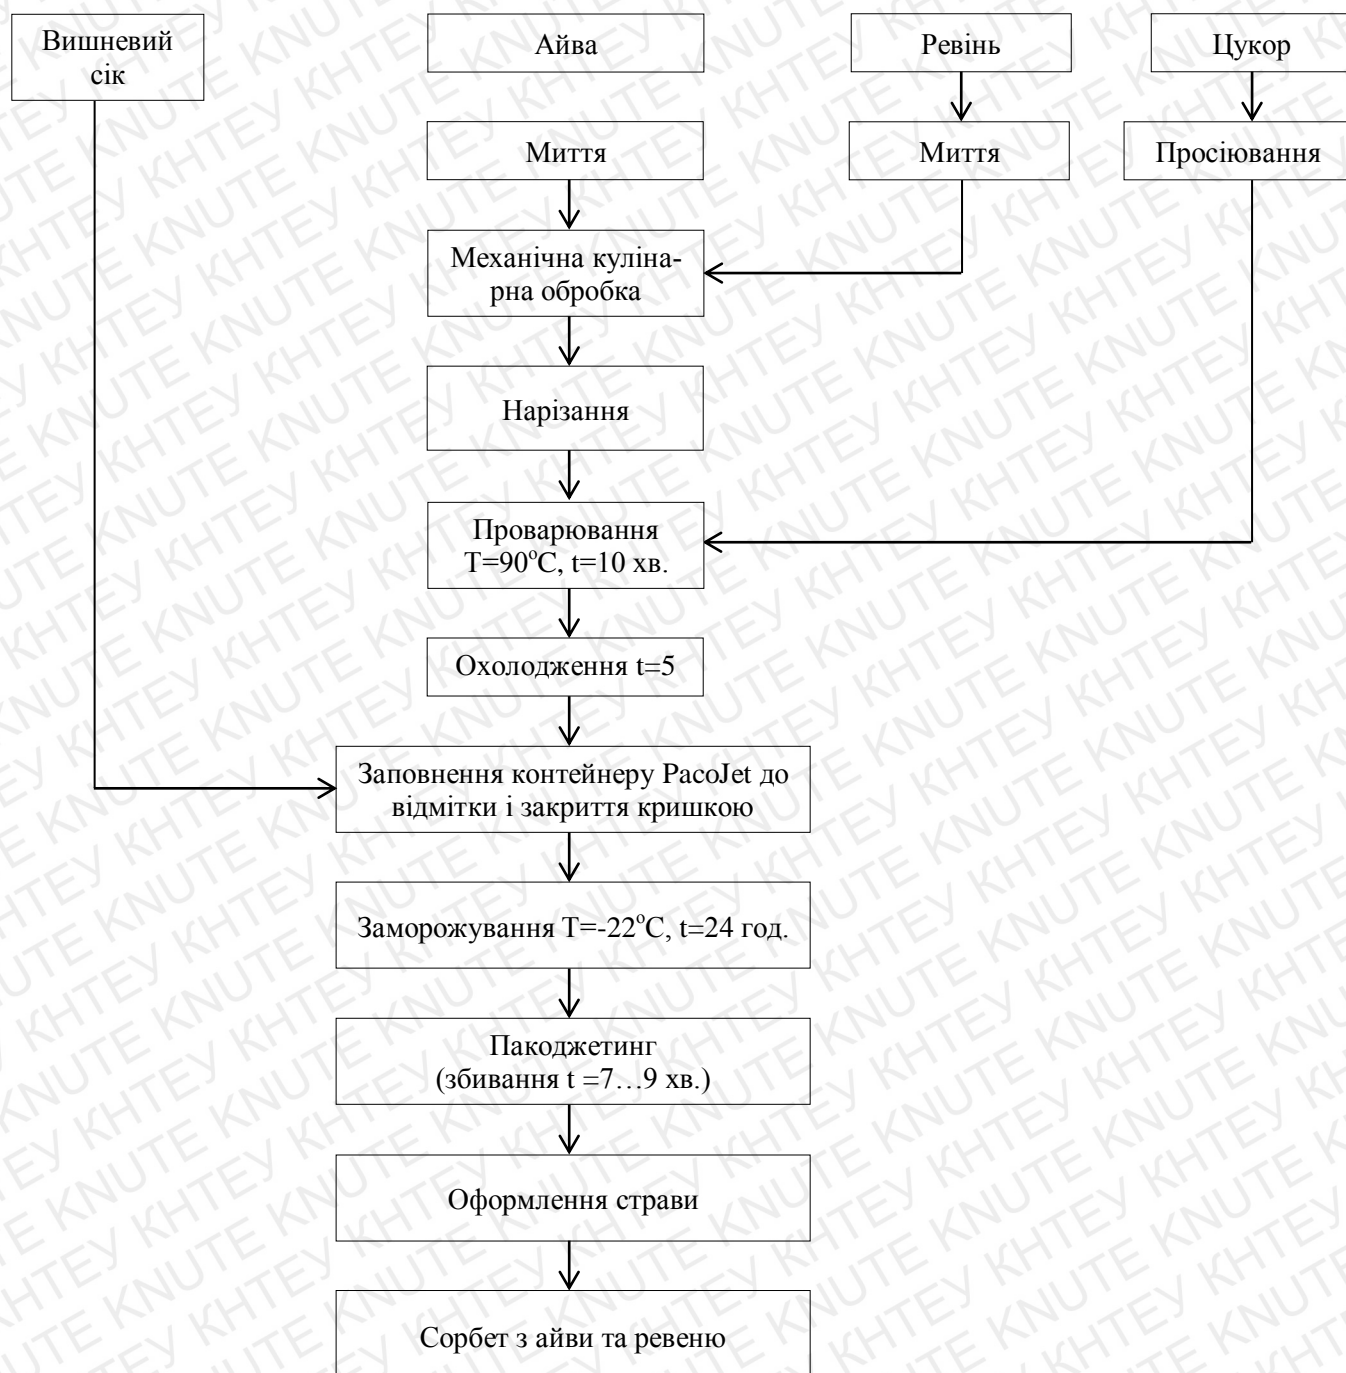 Вишневий
сік
Айва
Ревінь
Цукор
Миття
Миття
Просіювання
Механічна куліна-
рна обробка
Нарізання
Проварювання
Т=90°С, t=10 хв.
Охолодження t=5
Заповнення контейнеру PacoJet до
відмітки і закриття кришкою
Заморожування Т=-22°С, t=24 год.
Пакоджетинг
(збивання t =7…9 хв.)
Оформлення страви
Сорбет з айви та ревеню